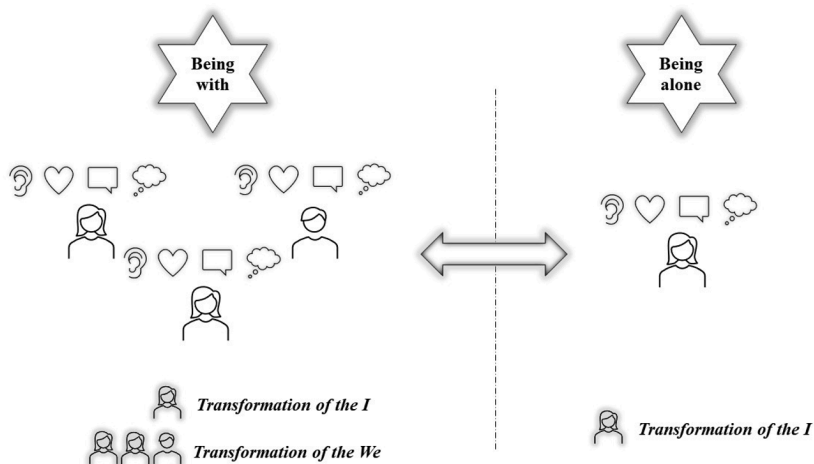 Being
with
Being
alone
Transformation of the I
Transformation of the We
Transformation of the I